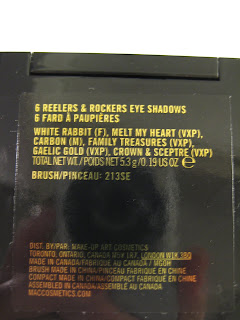 6 REELERS & ROCKERS EYE SHADOWS
6 FARD À PAUPIÈRES
WHITE RABBIT (F), MELT MY HEART (VXP),
CARBON (M), FAMILY TREASURES (VXP),
GAELIC GOLD (VXP), CROWN & SCEPTRE (VXP)
TOTAL NET WT./POIDS NET 5.3 g/0.19 US OZ ℮
BRUSH/PINCEAU: 213SE
DIST. BY/PAR: MAKE-UP ART COSMETICS
TORONTO, ONTARIO, CANADA M1X 1R7, LONDON W1K 3BQ
MADE IN CANADA/FABRIQUÉ AU CANADA /
BRUSH MADE IN CHINA/PINCEAU FABRIQUÉ EN CHINE
COMPACT MADE IN CHINA/COMPACT FABRIQUÉ EN CHINE
ASSEMBLED IN CANADA/ASSEMBLÉ AU CANADA
MACCOSMETICS.COM